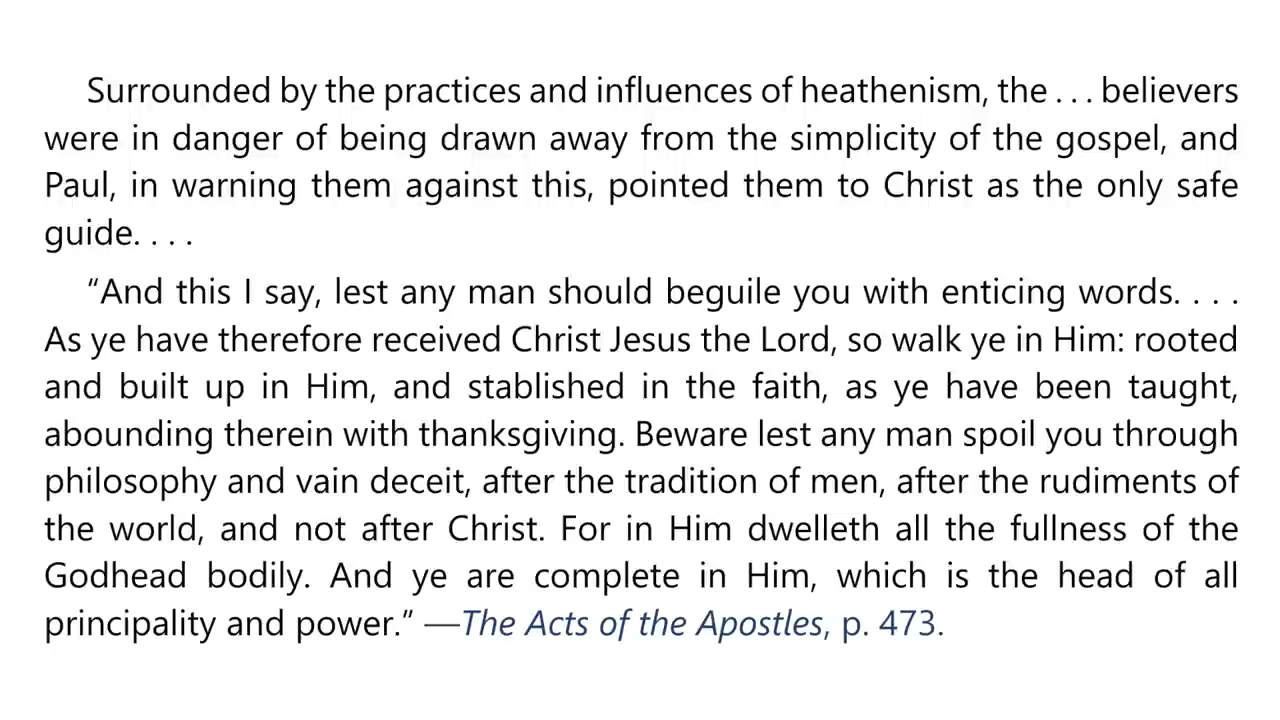 Surrounded by the practices and influences of heathenism, the . . . believers
were in danger of being drawn away from the simplicity of the gospel, and
Paul, in warning them against this, pointed them to Christ as the only safe
guide. . . .
“And this I say, lest any man should beguile you with enticing words. . . .
As ye have therefore received Christ Jesus the Lord, so walk ye in Him: rooted
and built up in Him, and stablished in the faith, as ye have been taught,
abounding therein with thanksgiving. Beware lest any man spoil you through
philosophy and vain deceit, after the tradition of men, after the rudiments of
the world, and not after Christ. For in Him dwelleth all the fullness of the
Godhead bodily. And ye are complete in Him, which is the head of all
principality and power.” —The Acts of the Apostles, p. 473.